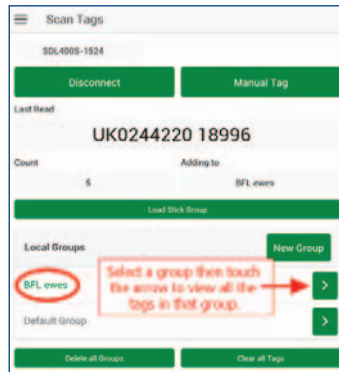 Scan Tags
SDL400S-1524
Disconnect
Manual Tag
Last Read
UK0244220 18996
Count
Adding to
5
BFL ewes
Load Stick Group
Local Groups
New Group
BFL ewes
Select a group then touch
the arrow to view all the
tags in that group.
Default Group
Delete all Groups
Clear all Tags